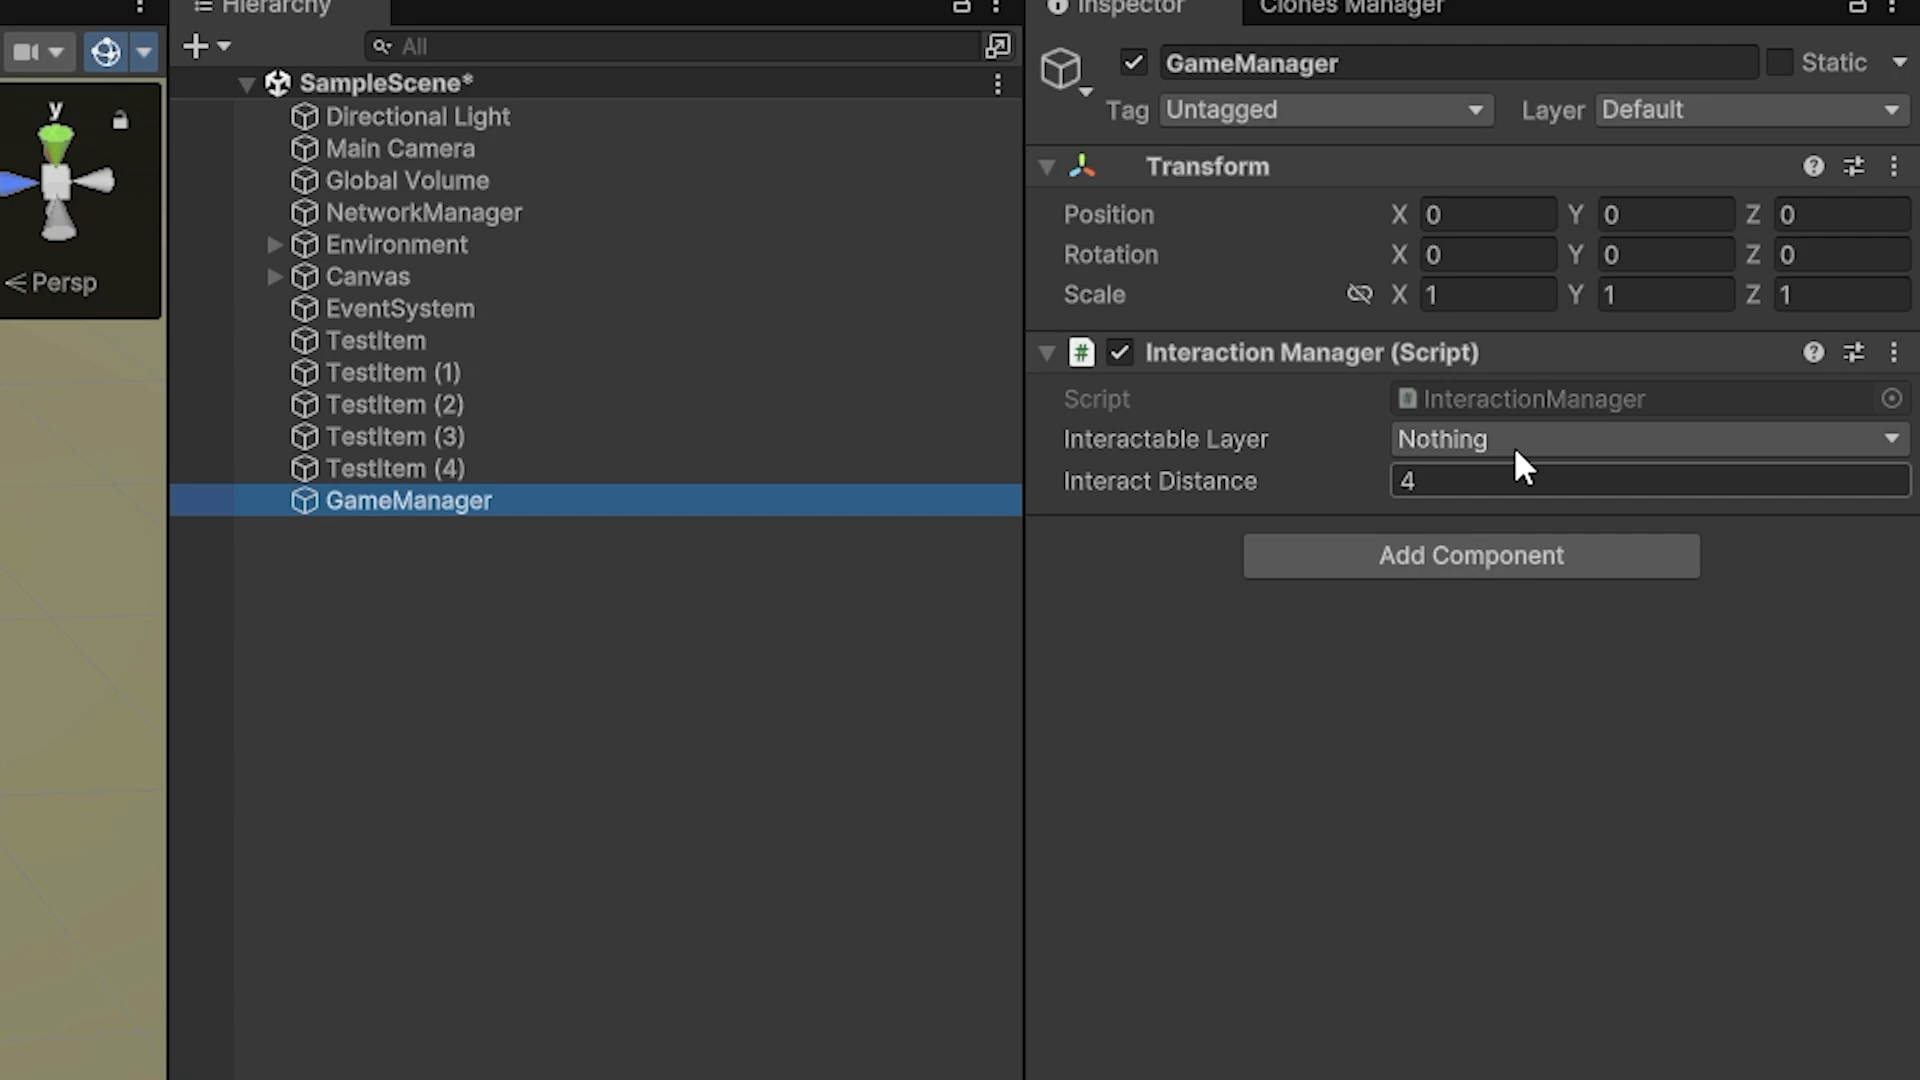 Hierarchy
All
SampleScene*
Directional Light
Main Camera
Global Volume
NetworkManager
Environment
Canvas
EventSystem
TestItem
TestItem (1)
TestItem (2)
TestItem (3)
TestItem (4)
GameManager
y
< Persp
Inspector
Clones Manager
GameManager
Static
Tag Untagged Layer Default
Transform
Position X 0 Y 0 Z 0
Rotation X 0 Y 0 Z 0
Scale X 1 Y 1 Z 1
# Interaction Manager (Script)
Script InteractionManager
Interactable Layer Nothing
Interact Distance 4
Add Component